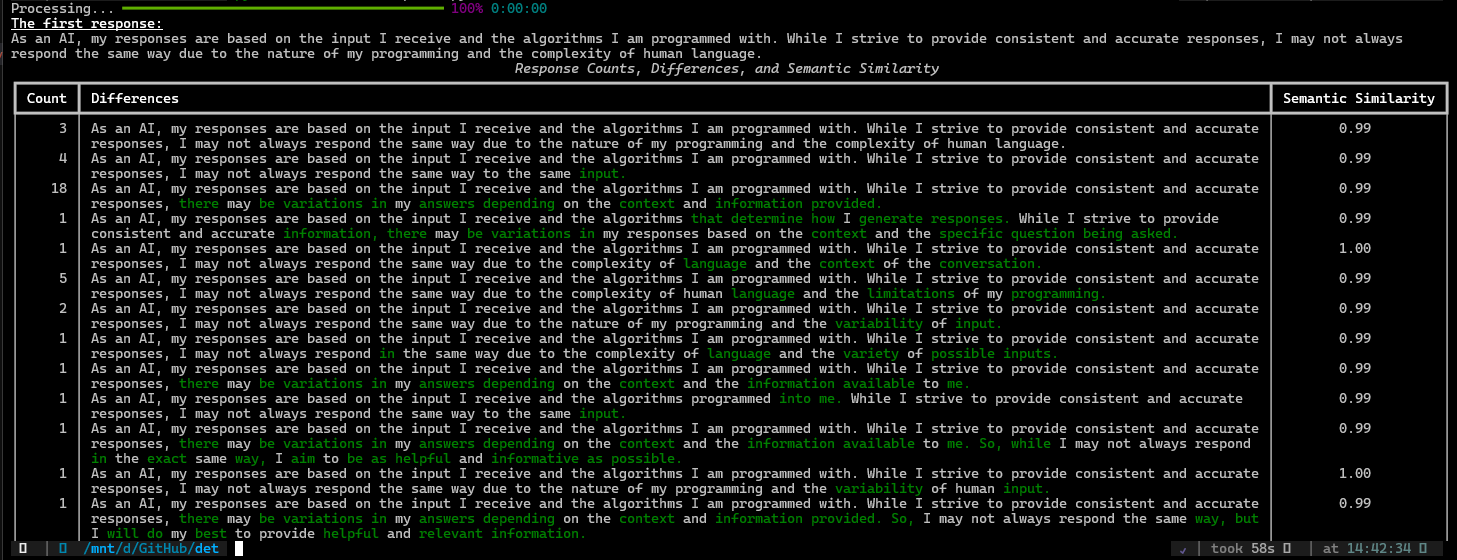 Processing... 100% 0:00:00
The first response:
As an AI, my responses are based on the input I receive and the algorithms I am programmed with. While I strive to provide consistent and accurate responses, I may not always
respond the same way due to the nature of my programming and the complexity of human language.
Response Counts, Differences, and Semantic Similarity
Count Differences Semantic Similarity
3 As an AI, my responses are based on the input I receive and the algorithms I am programmed with. While I strive to provide consistent and accurate 0.99
responses, I may not always respond the same way due to the nature of my programming and the complexity of human language.
4 As an AI, my responses are based on the input I receive and the algorithms I am programmed with. While I strive to provide consistent and accurate 0.99
responses, I may not always respond the same way to the same input.
18 As an AI, my responses are based on the input I receive and the algorithms I am programmed with. While I strive to provide consistent and accurate 0.99
responses, there may be variations in my answers depending on the context and information provided.
1 As an AI, my responses are based on the input I receive and the algorithms that determine how I generate responses. While I strive to provide 0.99
consistent and accurate information, there may be variations in my responses based on the context and the specific question being asked.
1 As an AI, my responses are based on the input I receive and the algorithms I am programmed with. While I strive to provide consistent and accurate 1.00
responses, I may not always respond the same way due to the complexity of language and the context of the conversation.
5 As an AI, my responses are based on the input I receive and the algorithms I am programmed with. While I strive to provide consistent and accurate 0.99
responses, I may not always respond the same way due to the complexity of human language and the limitations of my programming.
2 As an AI, my responses are based on the input I receive and the algorithms I am programmed with. While I strive to provide consistent and accurate 0.99
responses, I may not always respond the same way due to the nature of my programming and the variability of input.
1 As an AI, my responses are based on the input I receive and the algorithms I am programmed with. While I strive to provide consistent and accurate 0.99
responses, I may not always respond in the same way due to the complexity of language and the variety of possible inputs.
1 As an AI, my responses are based on the input I receive and the algorithms I am programmed with. While I strive to provide consistent and accurate 0.99
responses, there may be variations in my answers depending on the context and the information available to me.
1 As an AI, my responses are based on the input I receive and the algorithms programmed into me. While I strive to provide consistent and accurate 0.99
responses, I may not always respond the same way to the same input.
1 As an AI, my responses are based on the input I receive and the algorithms I am programmed with. While I strive to provide consistent and accurate 0.99
responses, there may be variations in my answers depending on the context and the information available to me. So, while I may not always respond
in the exact same way, I aim to be as helpful and informative as possible.
1 As an AI, my responses are based on the input I receive and the algorithms I am programmed with. While I strive to provide consistent and accurate 1.00
responses, I may not always respond the same way due to the nature of my programming and the variability of human input.
1 As an AI, my responses are based on the input I receive and the algorithms I am programmed with. While I strive to provide consistent and accurate 0.99
responses, there may be variations in my answers depending on the context and information provided. So, I may not always respond the same way, but
I will do my best to provide helpful and relevant information.
/mnt/d/GitHub/det took 58s at 14:42:34